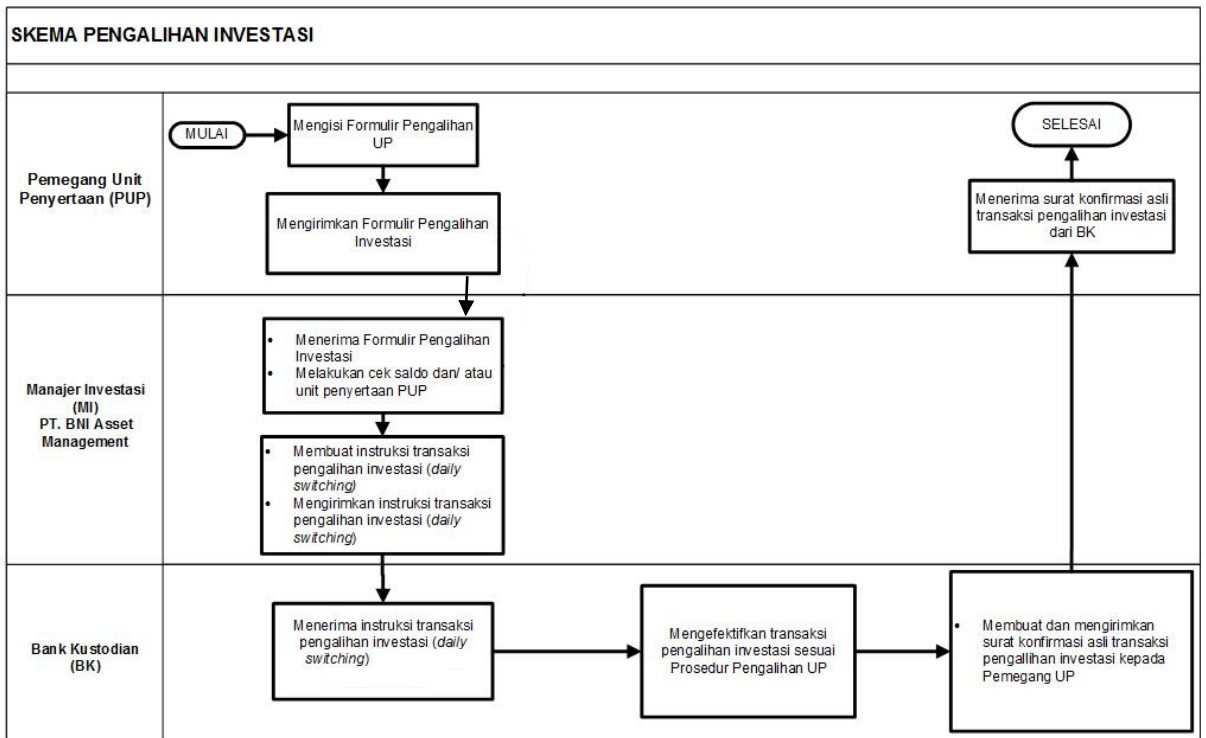 SKEMA PENGALIHAN INVESTASI
Pemegang Unit
Penyertaan (PUP)
MULAI
Mengisi Formulir Pengalihan
UP
Mengirimkan Formulir Pengalihan
Investasi
SELESAI
Menerima surat konfirmasi asli
transaksi pengalihan investasi
dari BK
Manajer Investasi
(MI)
PT. BNI Asset
Management
• Menerima Formulir Pengalihan
Investasi
• Melakukan cek saldo dan/ atau
unit penyertaan PUP
• Membuat instruksi transaksi
pengalihan investasi (daily
switching)
• Mengirimkan instruksi transaksi
pengalihan investasi (daily
switching)
Bank Kustodian
(BK)
Menerima instruksi transaksi
pengalihan investasi (daily
switching)
Mengefektifkan transaksi
pengalihan investasi sesuai
Prosedur Pengalihan UP
• Membuat dan mengirimkan
surat konfirmasi asli transaksi
pengallihan investasi kepada
Pemegang UP